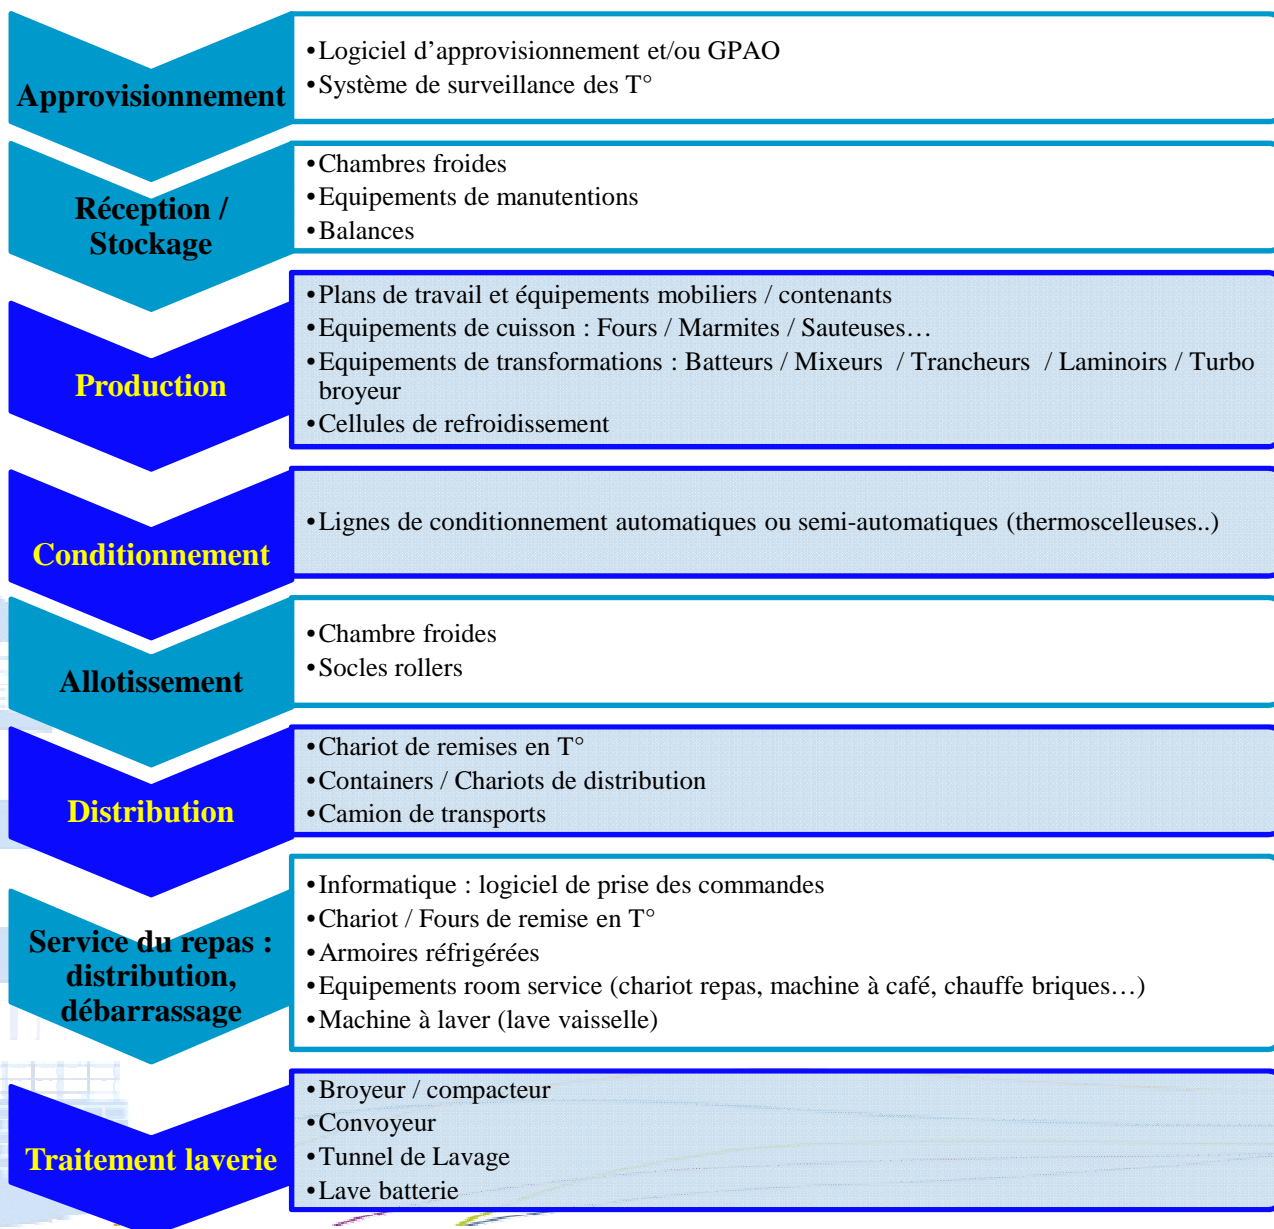 Approvisionnement
•Logiciel d'approvisionnement et/ou GPAO
•Système de surveillance des T°
Réception /
Stockage
•Chambres froides
•Equipements de manutentions
•Balances
Production
•Plans de travail et équipements mobiliers / contenants
•Equipements de cuisson : Fours / Marmites / Sauteuses…
•Equipements de transformations : Batteurs / Mixeurs / Trancheurs / Laminoirs / Turbo
broyeur
•Cellules de refroidissement
Conditionnement
•Lignes de conditionnement automatiques ou semi-automatiques (thermoscelleuses..)
Allotissement
•Chambre froides
•Socles rollers
Distribution
•Chariot de remises en T°
•Containers / Chariots de distribution
•Camion de transports
Service du repas :
distribution,
débarrassage
•Informatique : logiciel de prise des commandes
•Chariot / Fours de remise en T°
•Armoires réfrigérées
•Equipements room service (chariot repas, machine à café, chauffe briques…)
•Machine à laver (lave vaisselle)
Traitement laverie
•Broyeur / compacteur
•Convoyeur
•Tunnel de Lavage
•Lave batterie